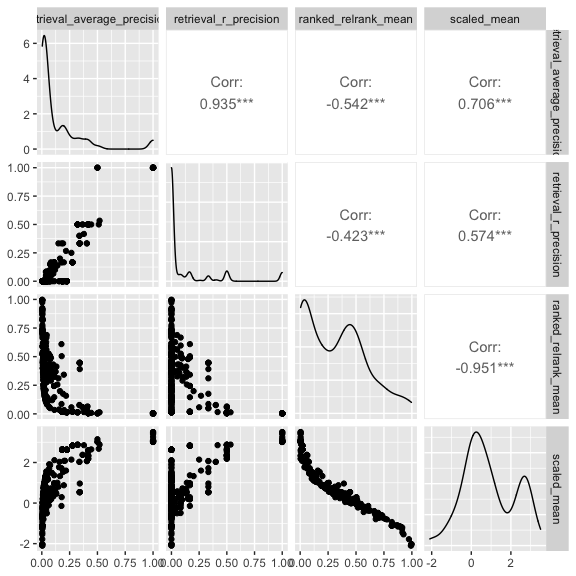 trieval_average_precisio
retrieval_r_precision
ranked_relrank_mean
scaled_mean
6
4
2
0
Corr:
0.935***
Corr:
-0.542***
Corr:
0.706***
trieval_average_precisio
1.00
0.75
0.50
0.25
0.00
Corr:
-0.423***
Corr:
0.574***
retrieval_r_precision
1.00
0.75
0.50
0.25
0.00
Corr:
-0.951***
ranked_relrank_mean
2
0
-2
scaled_mean
0.00 0.25 0.50 0.75 1.00
0.00 0.25 0.50 0.75 1.00
0.00 0.25 0.50 0.75 1.00
-2 0 2